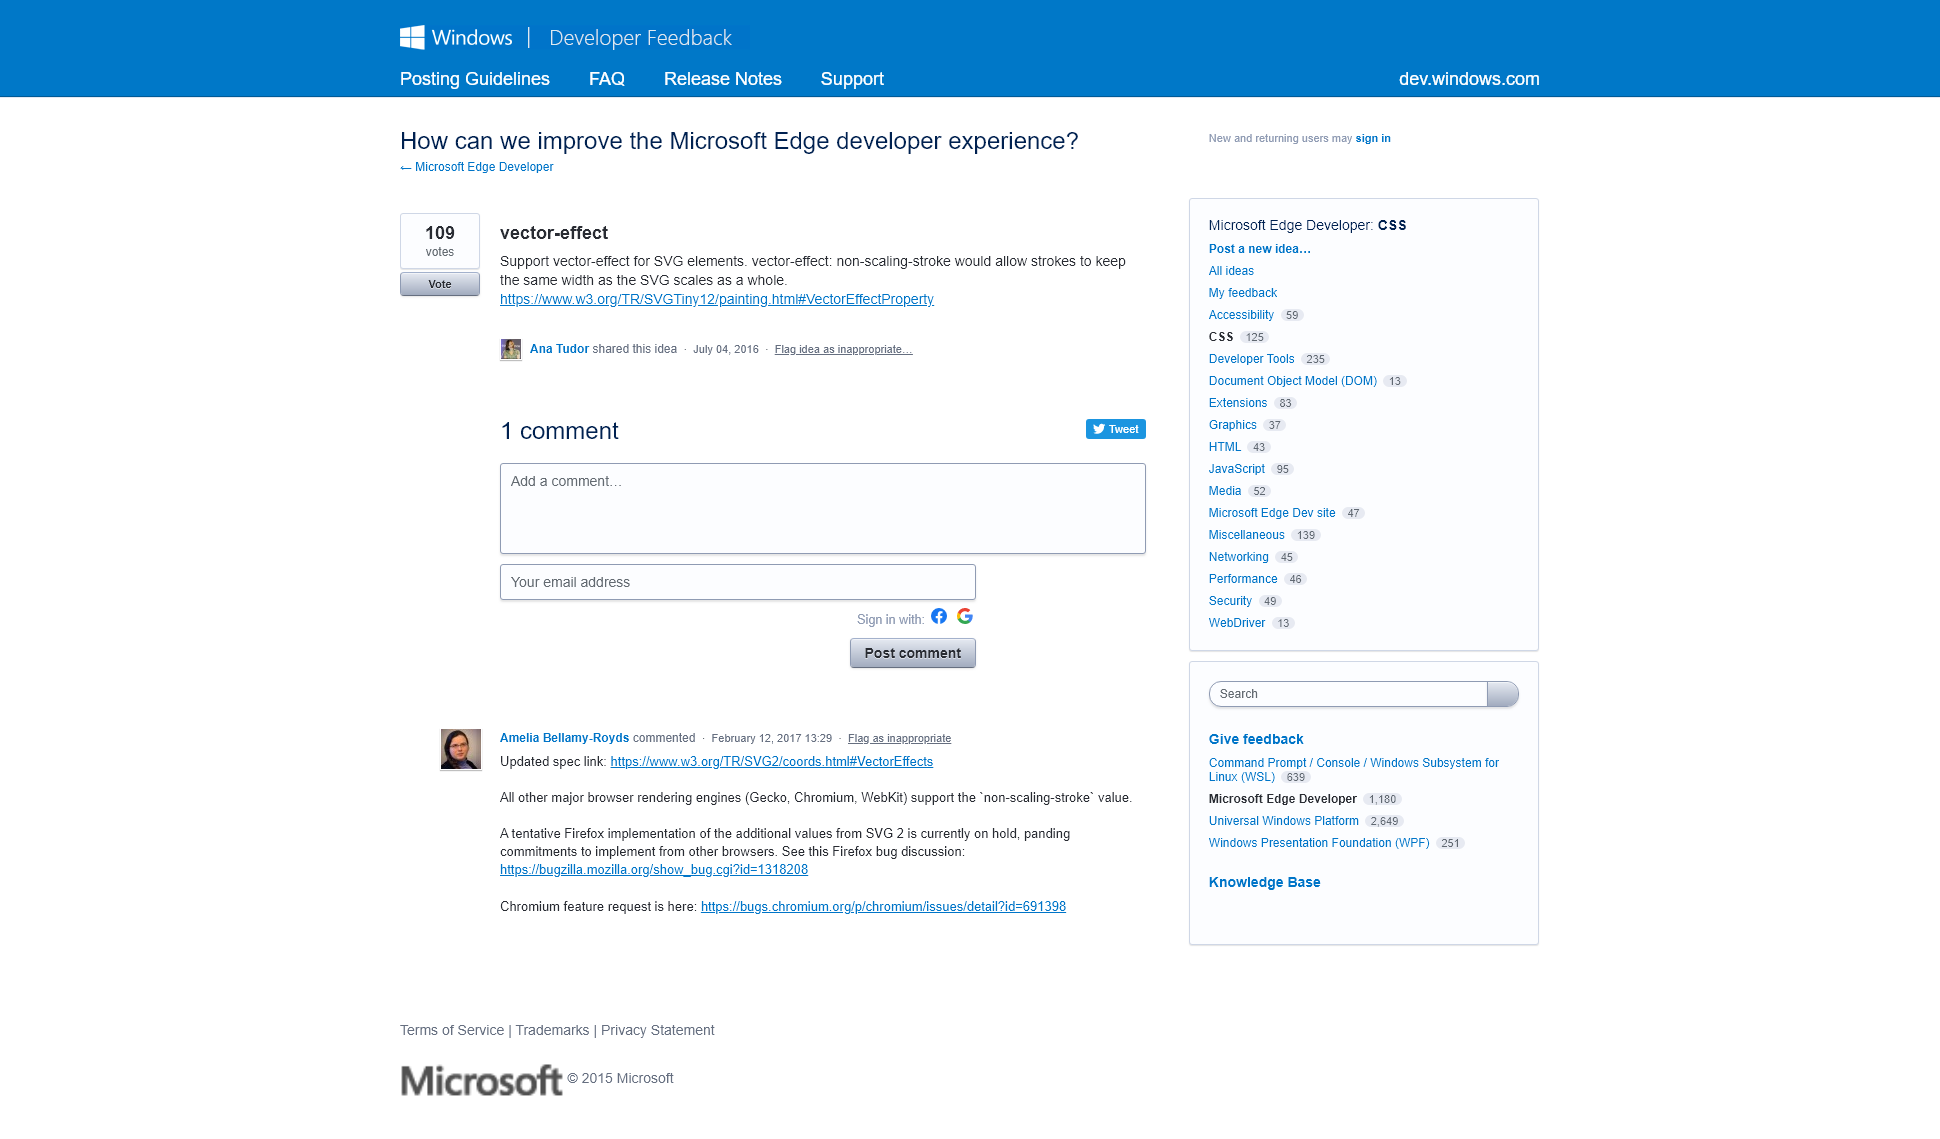 Windows | Developer Feedback
Posting Guidelines FAQ Release Notes Support dev.windows.com
How can we improve the Microsoft Edge developer experience?
← Microsoft Edge Developer
New and returning users may sign in
109
votes
Vote
vector-effect
Support vector-effect for SVG elements. vector-effect: non-scaling-stroke would allow strokes to keep
the same width as the SVG scales as a whole.
https://www.w3.org/TR/SVGTiny12/painting.html#VectorEffectProperty
Ana Tudor shared this idea · July 04, 2016 · Flag idea as inappropriate…
1 comment
Tweet
Add a comment…
Your email address
Sign in with:
Post comment
Amelia Bellamy-Royds commented · February 12, 2017 13:29 · Flag as inappropriate
Updated spec link: https://www.w3.org/TR/SVG2/coords.html#VectorEffects
All other major browser rendering engines (Gecko, Chromium, WebKit) support the `non-scaling-stroke` value.
A tentative Firefox implementation of the additional values from SVG 2 is currently on hold, panding
commitments to implement from other browsers. See this Firefox bug discussion:
https://bugzilla.mozilla.org/show_bug.cgi?id=1318208
Chromium feature request is here: https://bugs.chromium.org/p/chromium/issues/detail?id=691398
Microsoft Edge Developer: CSS
Post a new idea…
All ideas
My feedback
Accessibility 59
CSS 125
Developer Tools 235
Document Object Model (DOM) 13
Extensions 83
Graphics 37
HTML 43
JavaScript 95
Media 52
Microsoft Edge Dev site 47
Miscellaneous 139
Networking 45
Performance 46
Security 49
WebDriver 13
Search
Give feedback
Command Prompt / Console / Windows Subsystem for
Linux (WSL) 639
Microsoft Edge Developer 1,180
Universal Windows Platform 2,649
Windows Presentation Foundation (WPF) 251
Knowledge Base
Terms of Service | Trademarks | Privacy Statement
Microsoft © 2015 Microsoft